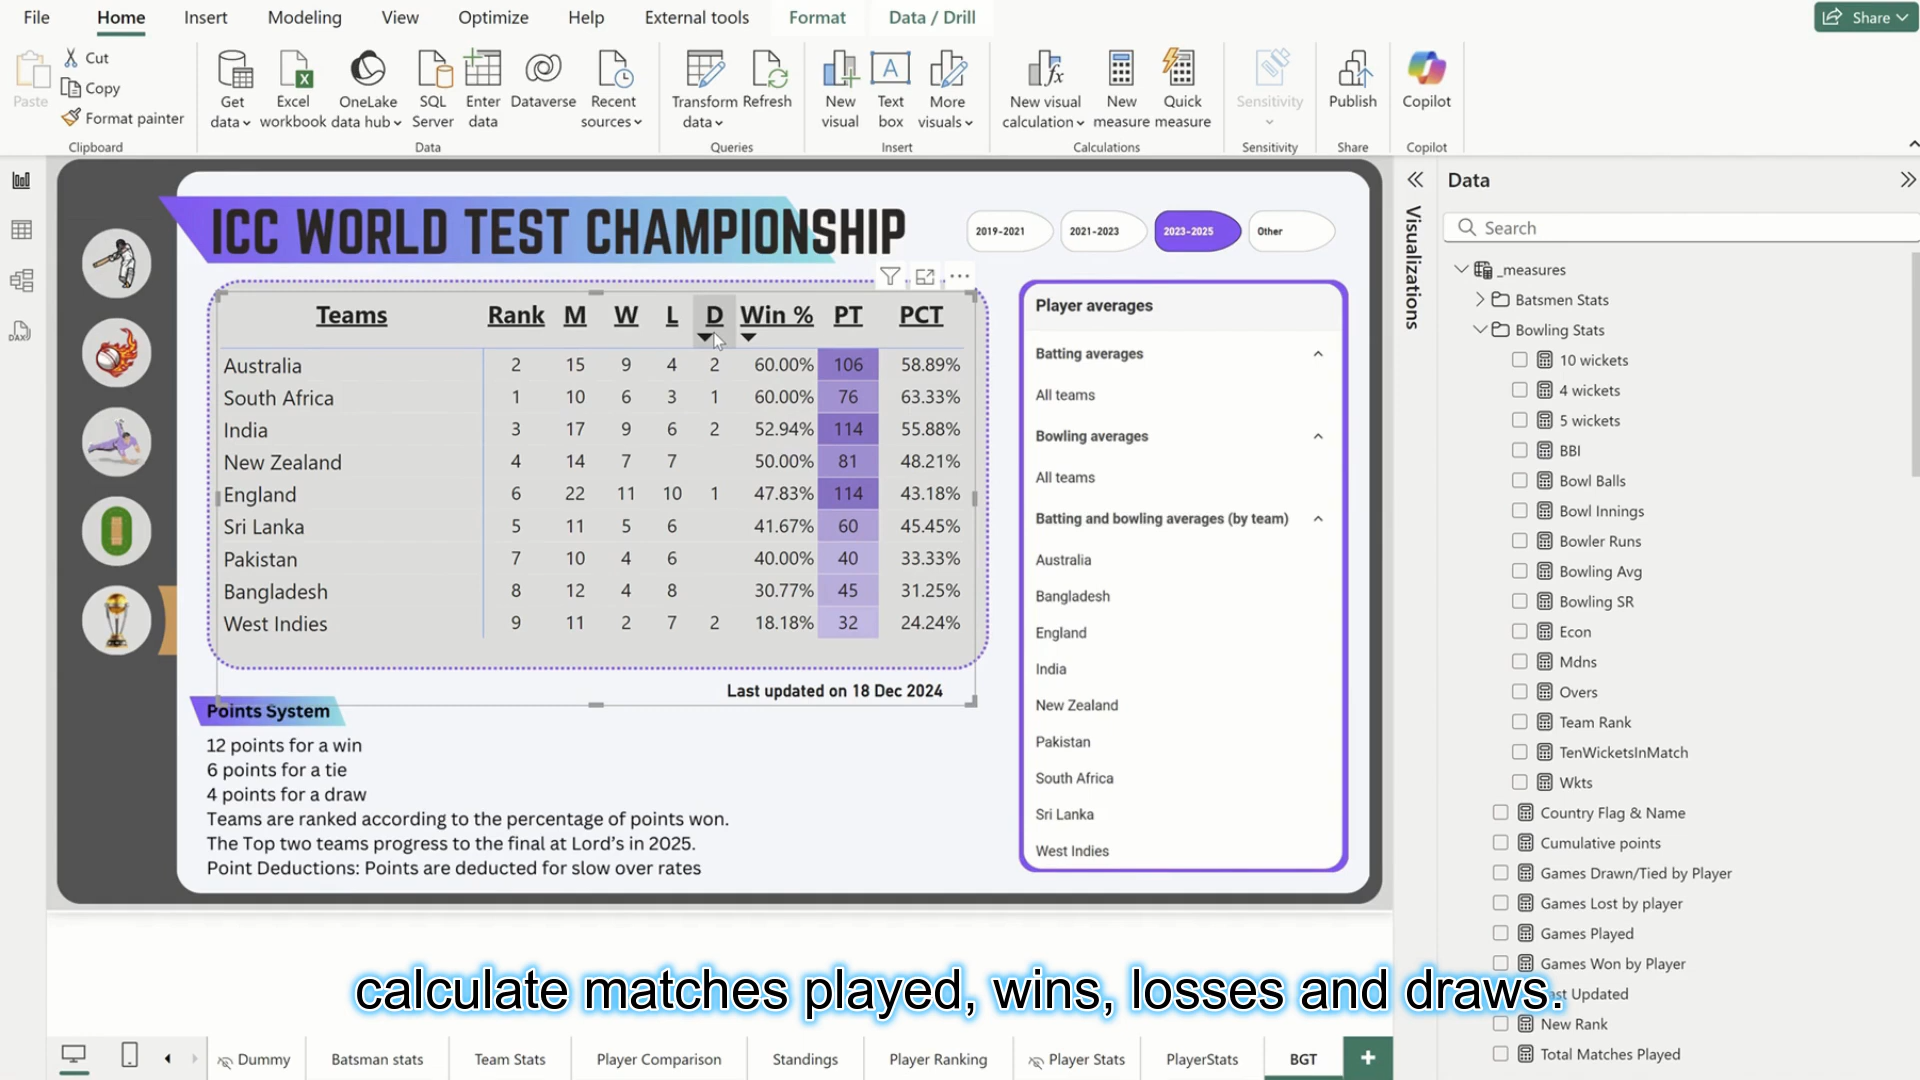 File Home Insert Modeling View Optimize Help External tools Format Data / Drill Share
Paste Cut Copy Format painter
Clipboard
Get data Excel workbook OneLake data hub SQL Server Enter data Dataverse Recent sources
Data
Transform data Refresh
Queries
New visual Text box More visuals
Insert
New visual calculation New measure Quick measure
Calculations
Sensitivity
Sensitivity
Publish
Share
Copilot
Copilot
ICC WORLD TEST CHAMPIONSHIP
2019-2021 2021-2023 2023-2025 Other
Teams Rank M W L D Win % PT PCT
Australia 2 15 9 4 2 60.00% 106 58.89%
South Africa 1 10 6 3 1 60.00% 76 63.33%
India 3 17 9 6 2 52.94% 114 55.88%
New Zealand 4 14 7 7 50.00% 81 48.21%
England 6 22 11 10 1 47.83% 114 43.18%
Sri Lanka 5 11 5 6 41.67% 60 45.45%
Pakistan 7 10 4 6 40.00% 40 33.33%
Bangladesh 8 12 4 8 30.77% 45 31.25%
West Indies 9 11 2 7 2 18.18% 32 24.24%
Last updated on 18 Dec 2024
Points System
12 points for a win
6 points for a tie
4 points for a draw
Teams are ranked according to the percentage of points won.
The Top two teams progress to the final at Lord's in 2025.
Point Deductions: Points are deducted for slow over rates
Player averages
Batting averages
All teams
Bowling averages
All teams
Batting and bowling averages (by team)
Australia
Bangladesh
England
India
New Zealand
Pakistan
South Africa
Sri Lanka
West Indies
Visualizations
Data
Search
_measures
Batsmen Stats
Bowling Stats
10 wickets
4 wickets
5 wickets
BBI
Bowl Balls
Bowl Innings
Bowler Runs
Bowling Avg
Bowling SR
Econ
Mdns
Overs
Team Rank
TenWicketsInMatch
Wkts
Country Flag & Name
Cumulative points
Games Drawn/Tied by Player
Games Lost by player
Games Played
Games Won by Player
Updated
New Rank
Total Matches Played
calculate matches played, wins, losses and draws.
Dummy Batsman stats Team Stats Player Comparison Standings Player Ranking Player Stats PlayerStats BGT +
DAX